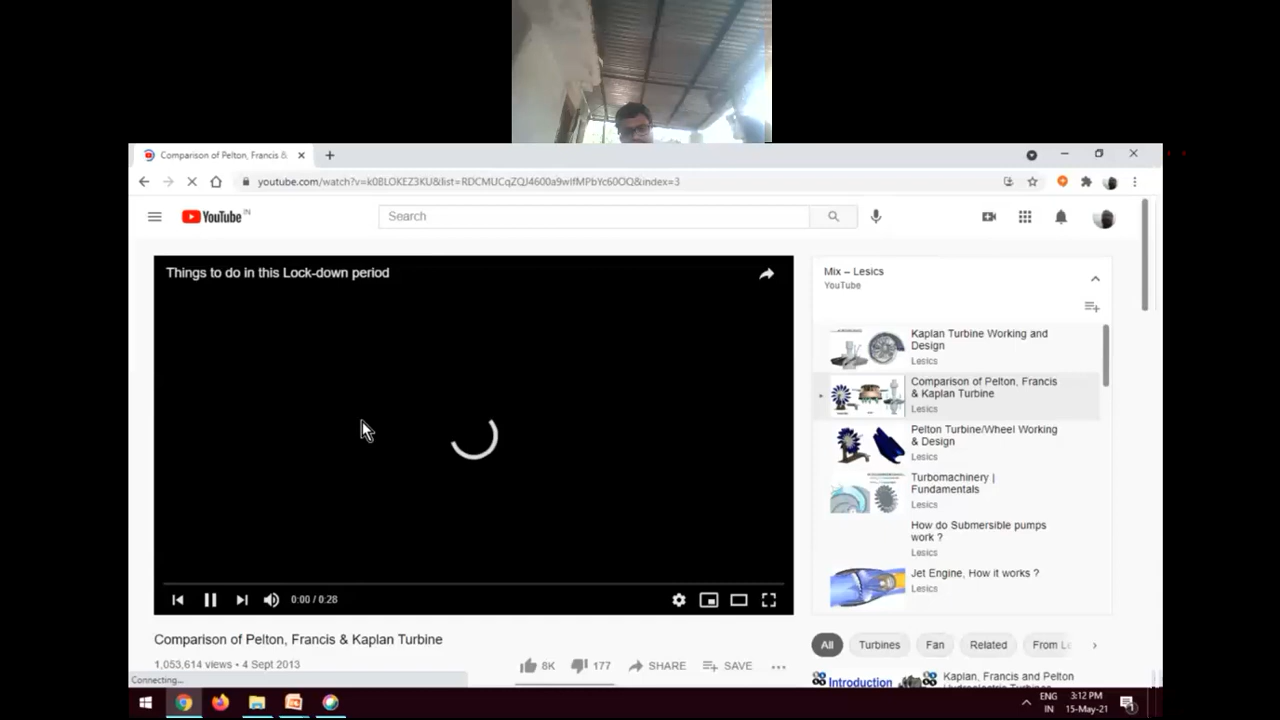 Comparison of Pelton, Francis &
youtube.com/watch?v=k0BLOKEZ3KU&list=RDCMUCqZQJ4600a9wIfMPbYc60OQ&index=3
YouTube IN
Search
Things to do in this Lock-down period
0:00 / 0:28
Comparison of Pelton, Francis & Kaplan Turbine
1,053,614 views • 4 Sept 2013
8K
177
SHARE
SAVE
Connecting...
Mix – Lesics
YouTube
Kaplan Turbine Working and
Design
Lesics
Comparison of Pelton, Francis
& Kaplan Turbine
Lesics
Pelton Turbine/Wheel Working
& Design
Lesics
Turbomachinery |
Fundamentals
Lesics
How do Submersible pumps
work ?
Lesics
Jet Engine, How it works ?
Lesics
All
Turbines
Fan
Related
From Le
Introduction
Kaplan, Francis and Pelton
ENG
IN
3:12 PM
15-May-21